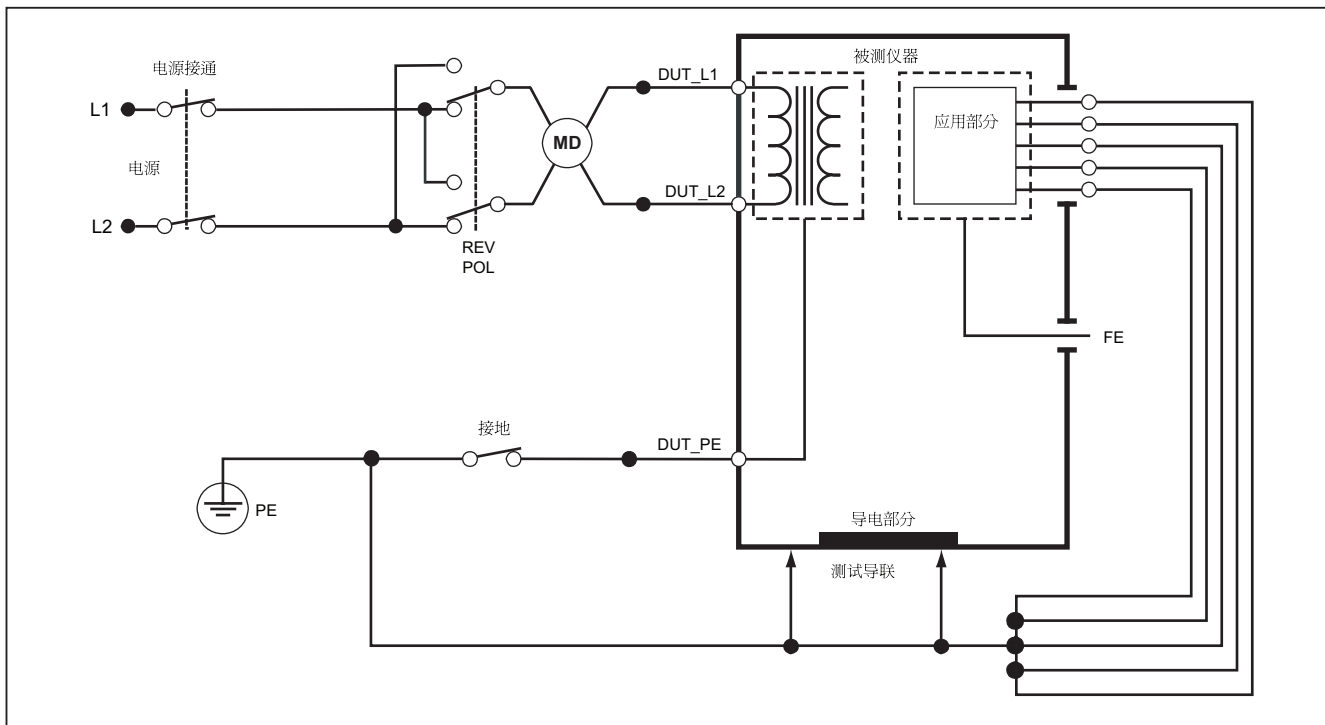 电源接通
L1
电源
L2
REV
POL
MD
DUT_L1
DUT_L2
被测仪器
应用部分
FE
接地
DUT_PE
PE
导电部分
测试导联